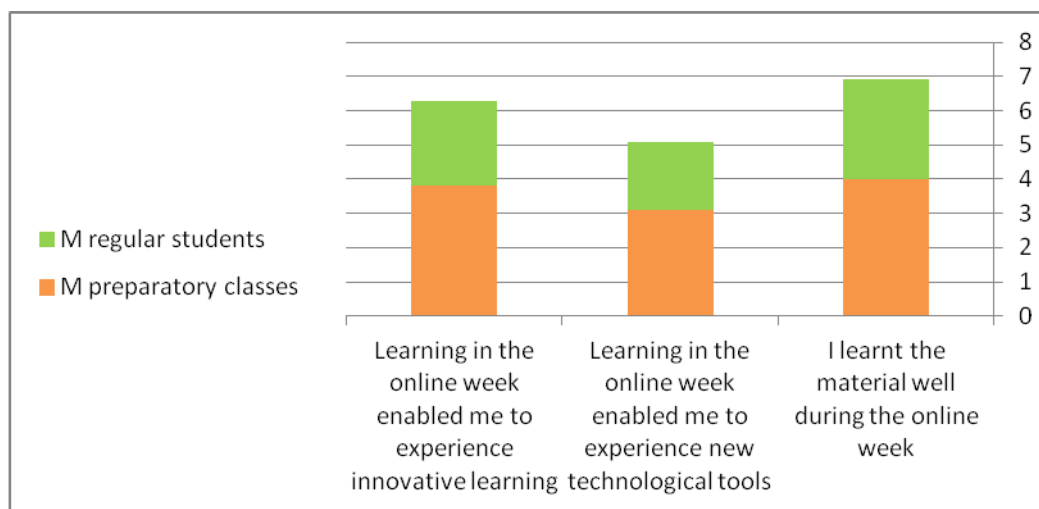 8
7
6
5
4
3
2
1
0
M regular students
M preparatory classes
Learning in the
online week
enabled me to
experience
innovative learning
Learning in the
online week
enabled me to
experience new
technological tools
I learnt the
material well
during the online
week